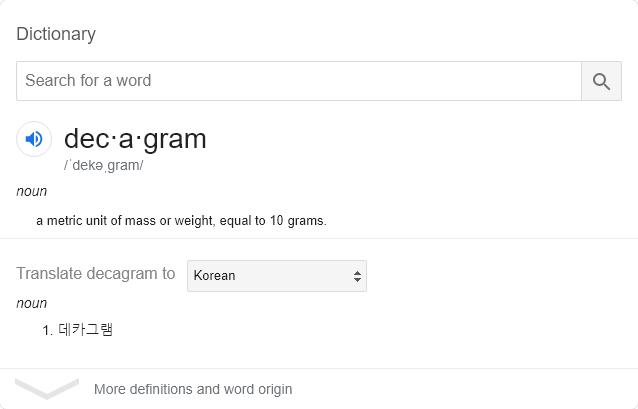 Dictionary
Search for a word
dec·a·gram
/ˈdekəˌɡram/
noun
a metric unit of mass or weight, equal to 10 grams.
Translate decagram to Korean
noun
1. 데카그램
More definitions and word origin